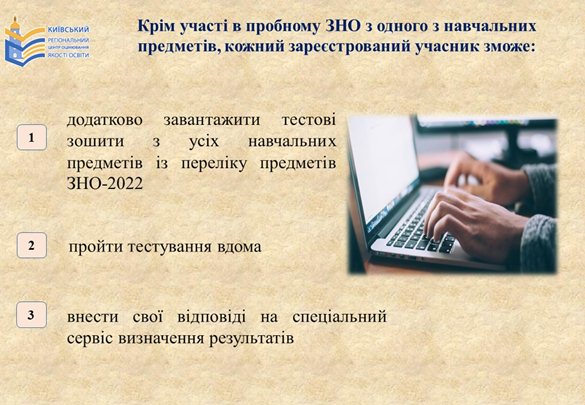 КИЇВСЬКИЙ
РЕГІОНАЛЬНИЙ
ЦЕНТР ОЦІНЮВАННЯ
ЯКОСТІ ОСВІТИ
Крім участі в пробному ЗНО з одного з навчальних
предметів, кожний зареєстрований учасник зможе:
1
додатково завантажити тестові
зошити з усіх навчальних
предметів із переліку предметів
ЗНО-2022
2
пройти тестування вдома
3
внести свої відповіді на спеціальний
сервіс визначення результатів